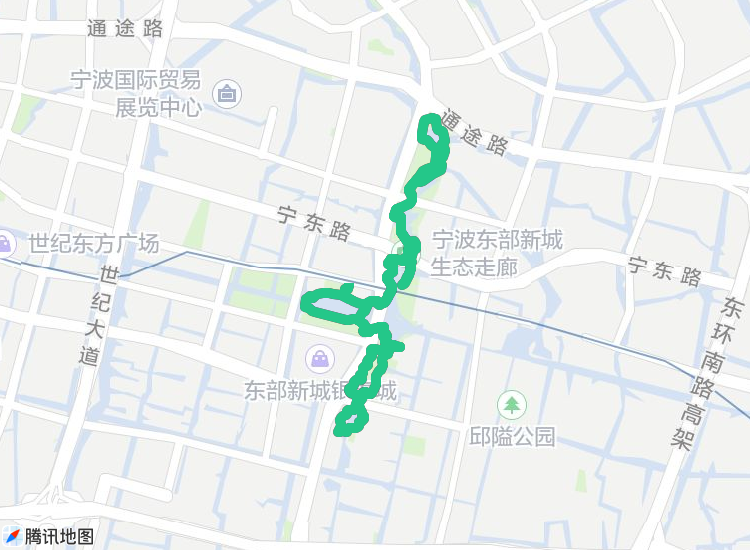 通途路
宁波国际贸易
展览中心
通途路
宁东路
世纪东方广场
宁波东部新城
生态走廊
宁东路
世纪大道
东环南路高架
东部新城银
城
邱隘公园
腾讯地图